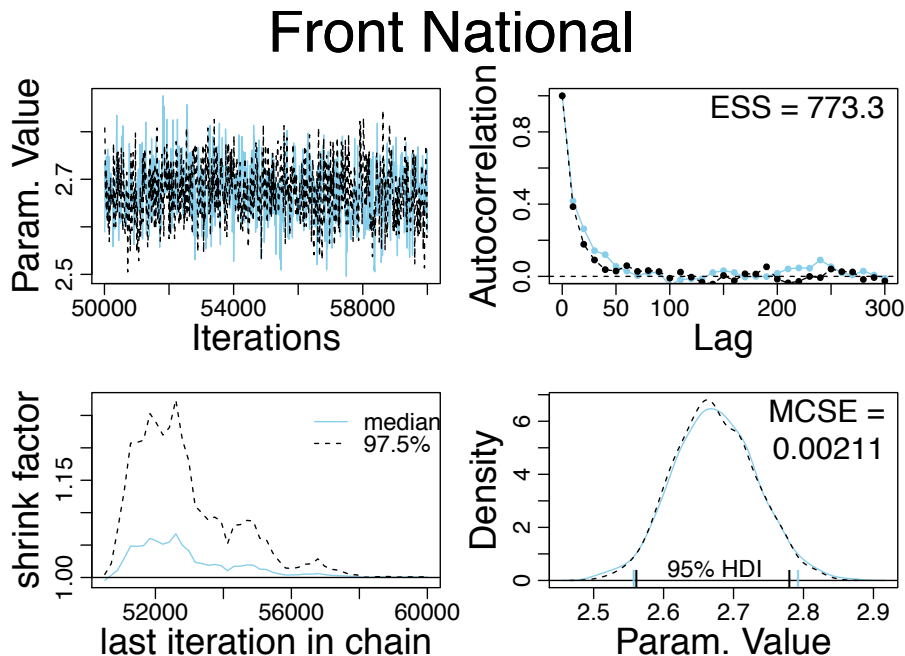 Front National
Param. Value
2.5
2.7
50000
54000
58000
Iterations
Autocorrelation
0.0
0.4
0.8
ESS = 773.3
0
50
100
200
300
Lag
shrink factor
1.00
1.15
median
97.5%
52000
56000
60000
last iteration in chain
Density
0
2
4
6
MCSE =
0.00211
95% HDI
2.5
2.6
2.7
2.8
2.9
Param. Value